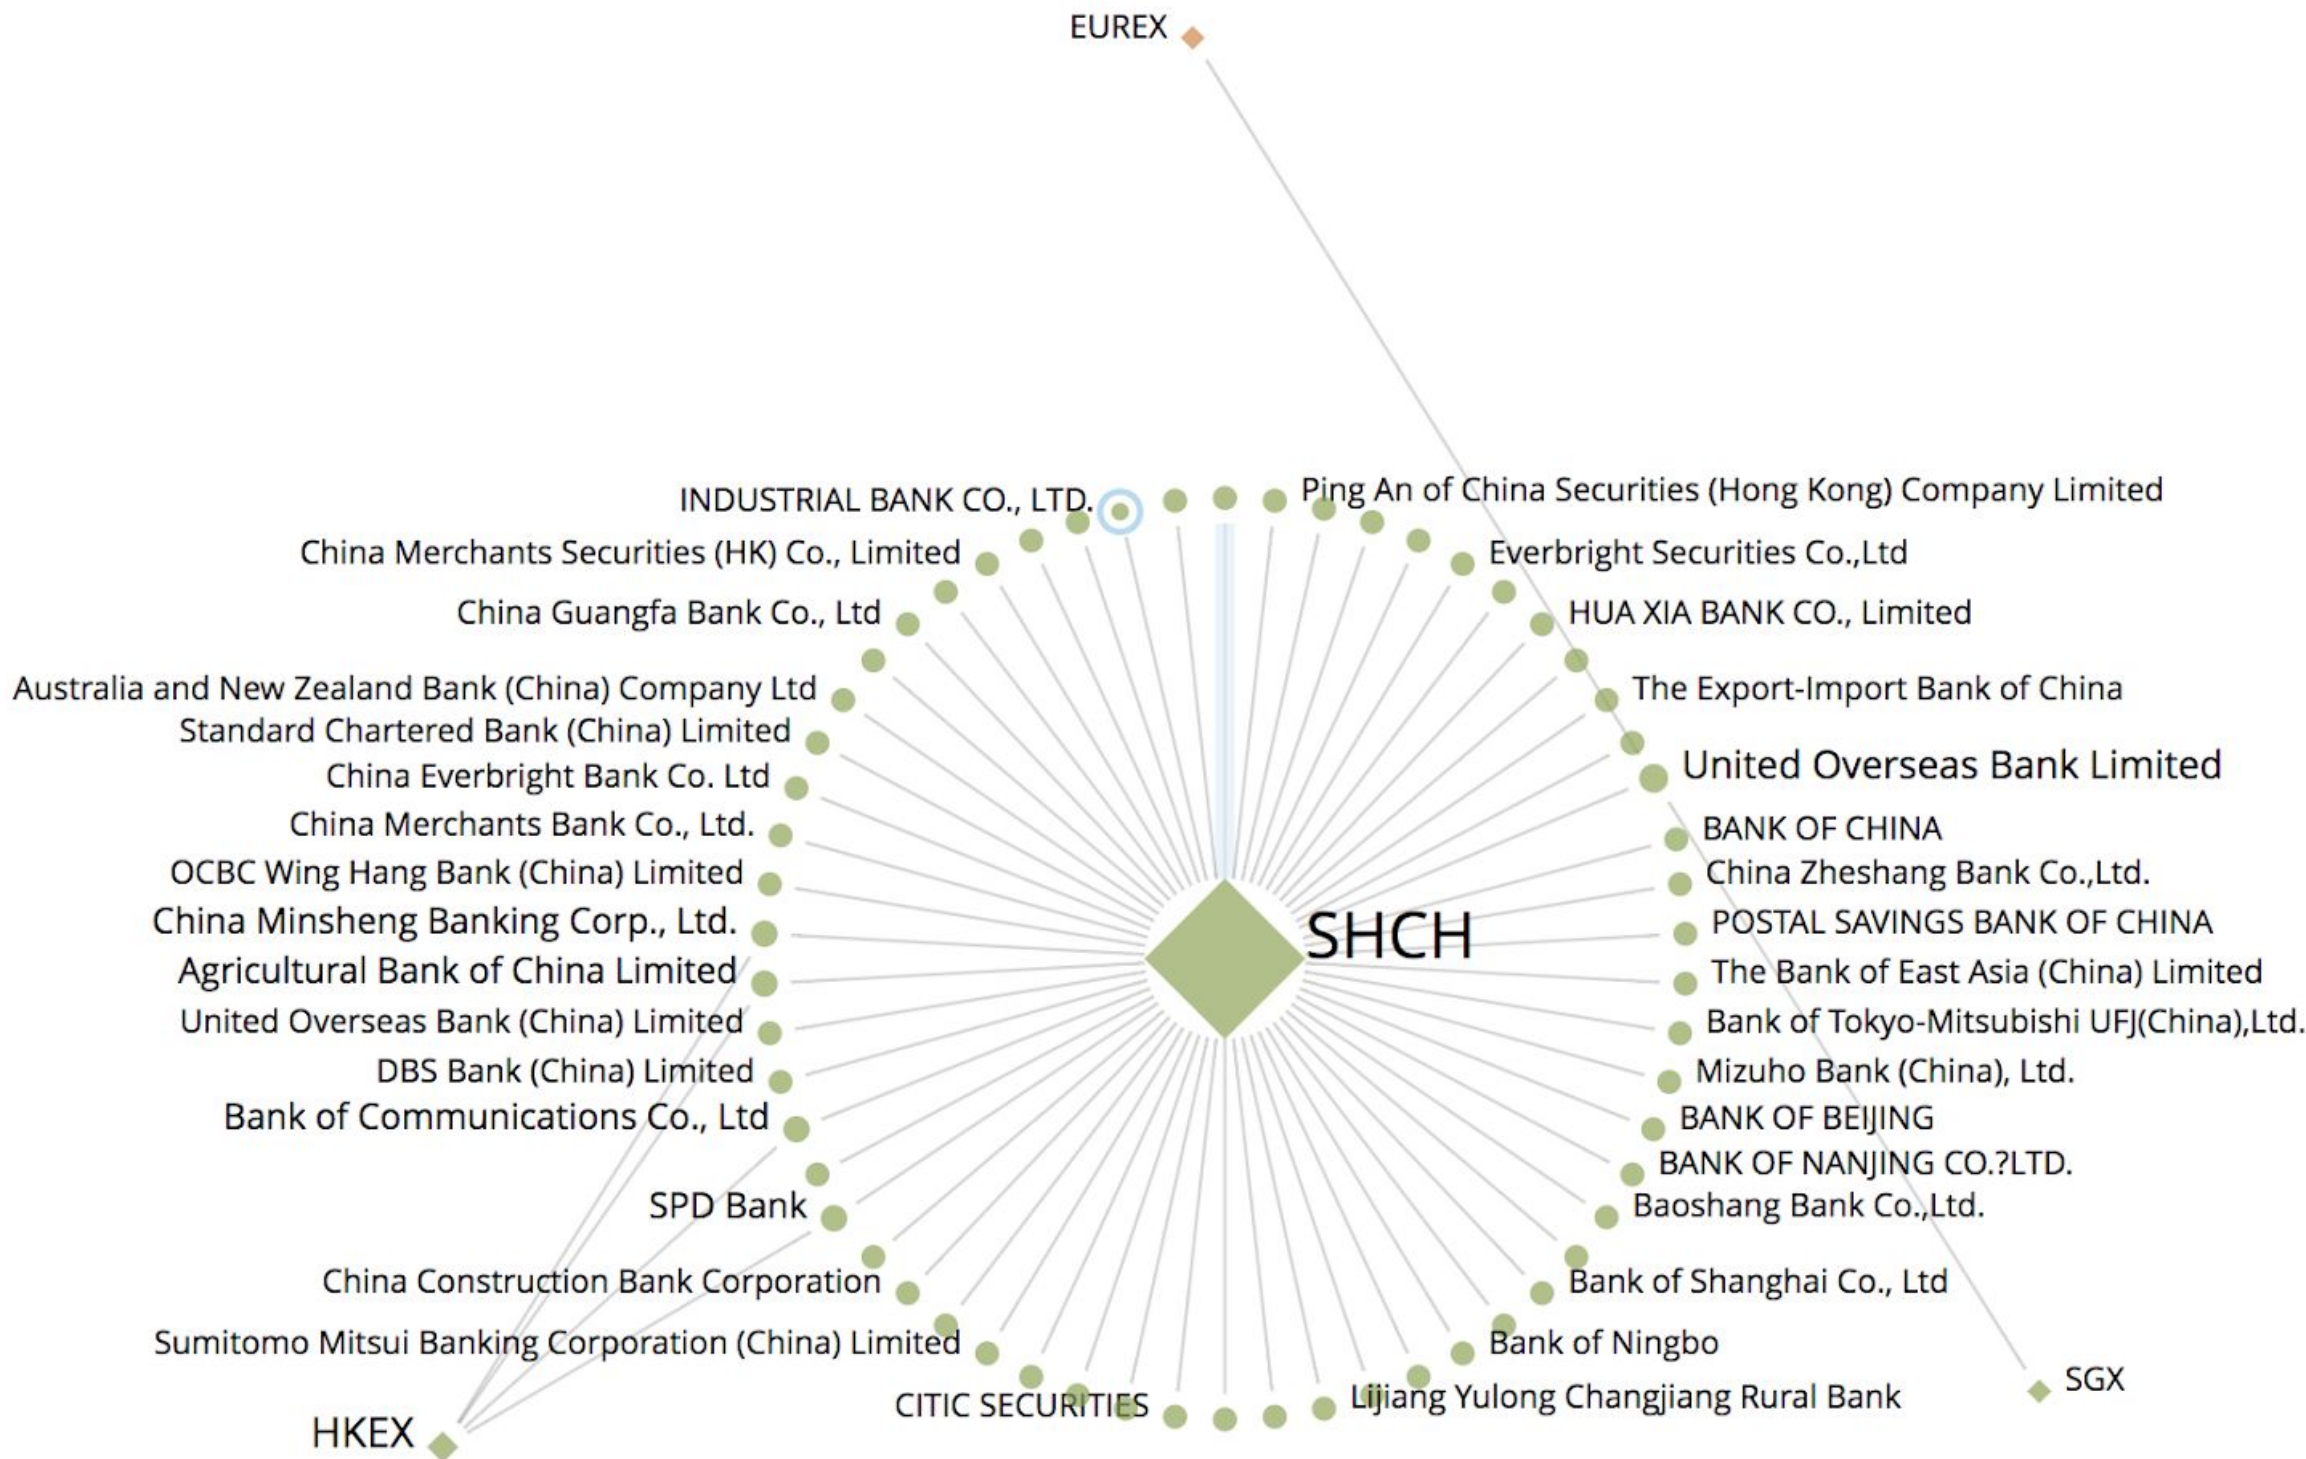 EUREX
INDUSTRIAL BANK CO., LTD.
Ping An of China Securities (Hong Kong) Company Limited
China Merchants Securities (HK) Co., Limited
Everbright Securities Co.,Ltd
China Guangfa Bank Co., Ltd
HUA XIA BANK CO., Limited
Australia and New Zealand Bank (China) Company Ltd
The Export-Import Bank of China
Standard Chartered Bank (China) Limited
United Overseas Bank Limited
China Everbright Bank Co. Ltd
China Merchants Bank Co., Ltd.
BANK OF CHINA
OCBC Wing Hang Bank (China) Limited
China Zheshang Bank Co.,Ltd.
China Minsheng Banking Corp., Ltd.
SHCH
POSTAL SAVINGS BANK OF CHINA
Agricultural Bank of China Limited
The Bank of East Asia (China) Limited
United Overseas Bank (China) Limited
Bank of Tokyo-Mitsubishi UFJ(China),Ltd.
DBS Bank (China) Limited
Mizuho Bank (China), Ltd.
Bank of Communications Co., Ltd
BANK OF BEIJING
BANK OF NANJING CO.?LTD.
SPD Bank
Baoshang Bank Co.,Ltd.
China Construction Bank Corporation
Bank of Shanghai Co., Ltd
Sumitomo Mitsui Banking Corporation (China) Limited
Bank of Ningbo
CITIC SECURITIES
Lijiang Yulong Changjiang Rural Bank
SGX
HKEX